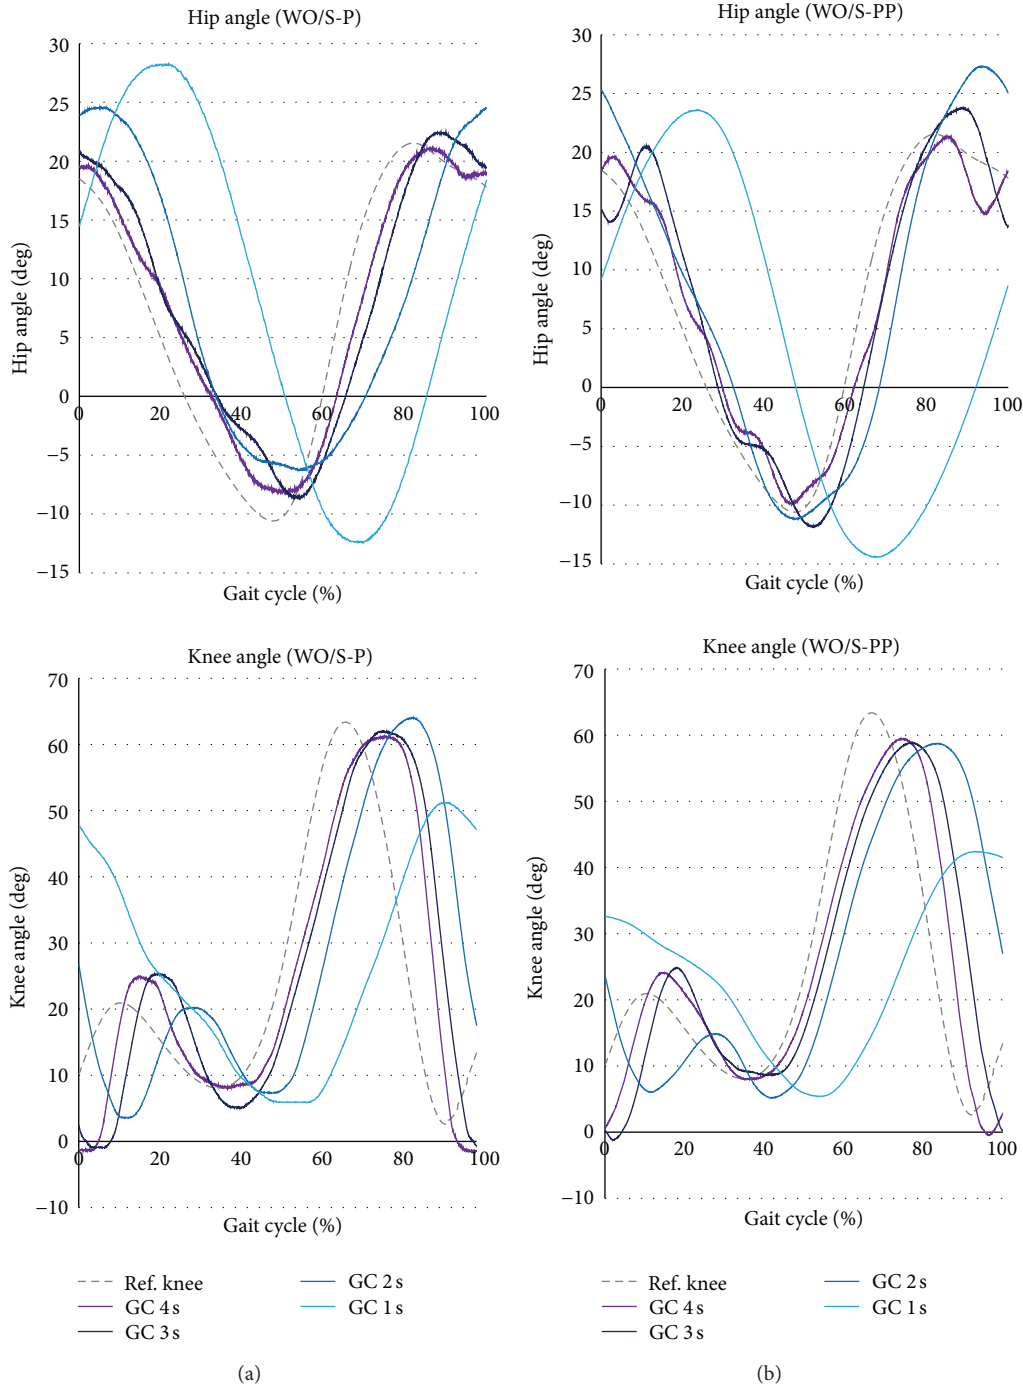 Hip angle (WO/S-P)
30
25
20
15
10
5
0
−5
−10
−15
0 20 40 60 80 100
Hip angle (deg)
Gait cycle (%)
Hip angle (WO/S-PP)
30
25
20
15
10
5
0
−5
−10
−15
0 20 40 60 80 100
Hip angle (deg)
Gait cycle (%)
Knee angle (WO/S-P)
70
60
50
40
30
20
10
0
−10
0 20 40 60 80 100
Knee angle (deg)
Gait cycle (%)
Knee angle (WO/S-PP)
70
60
50
40
30
20
10
0
−10
0 20 40 60 80 100
Knee angle (deg)
Gait cycle (%)
Ref. knee
GC 4 s
GC 3 s
GC 2 s
GC 1 s
(a)
Ref. knee
GC 4 s
GC 3 s
GC 2 s
GC 1 s
(b)